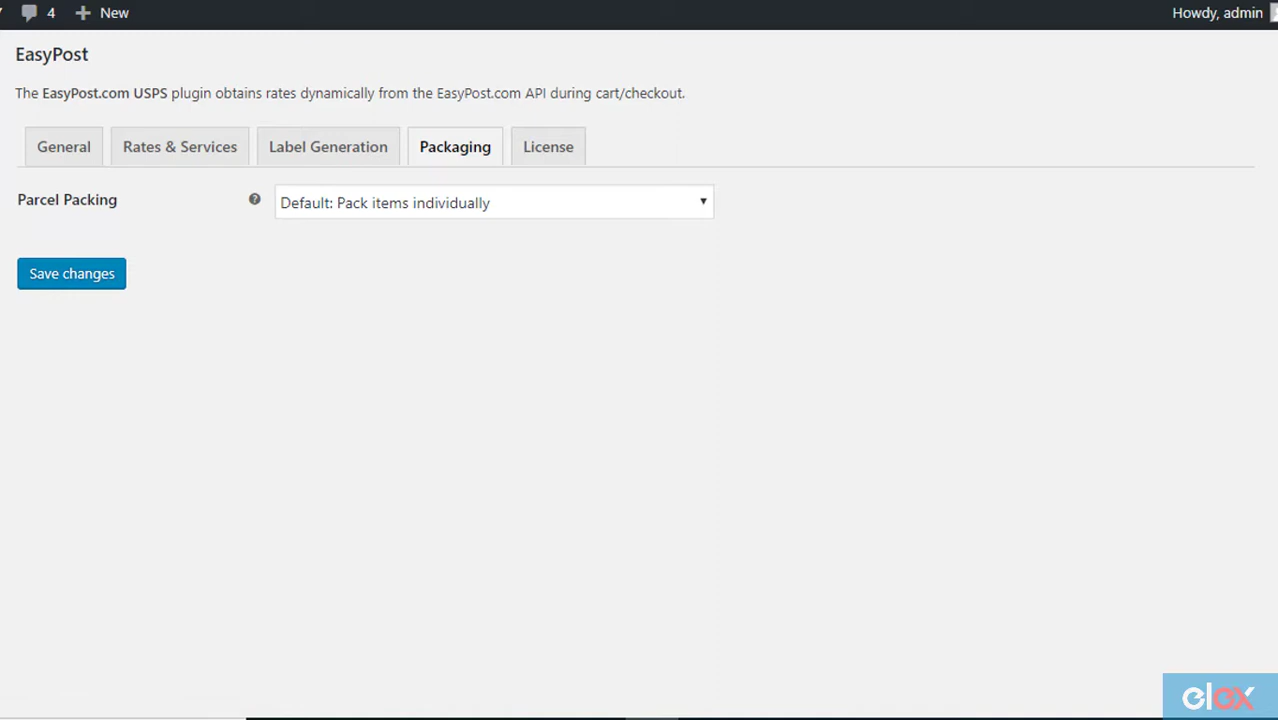 4 New Howdy, admin
EasyPost
The EasyPost.com USPS plugin obtains rates dynamically from the EasyPost.com API during cart/checkout.
General Rates & Services Label Generation Packaging License
Parcel Packing ? Default: Pack items individually
Save changes
elex